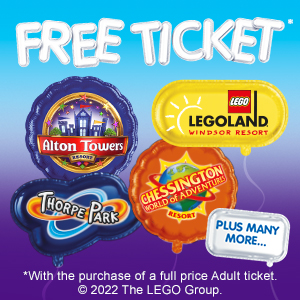 FREE TICKET*
Alton Towers
RESORT
LEGO
LEGOLAND
WINDSOR RESORT
THORPE PARK
CHESSINGTON
WORLD OF ADVENTURES
RESORT
PLUS MANY
MORE...
*With the purchase of a full price Adult ticket.
© 2022 The LEGO Group.